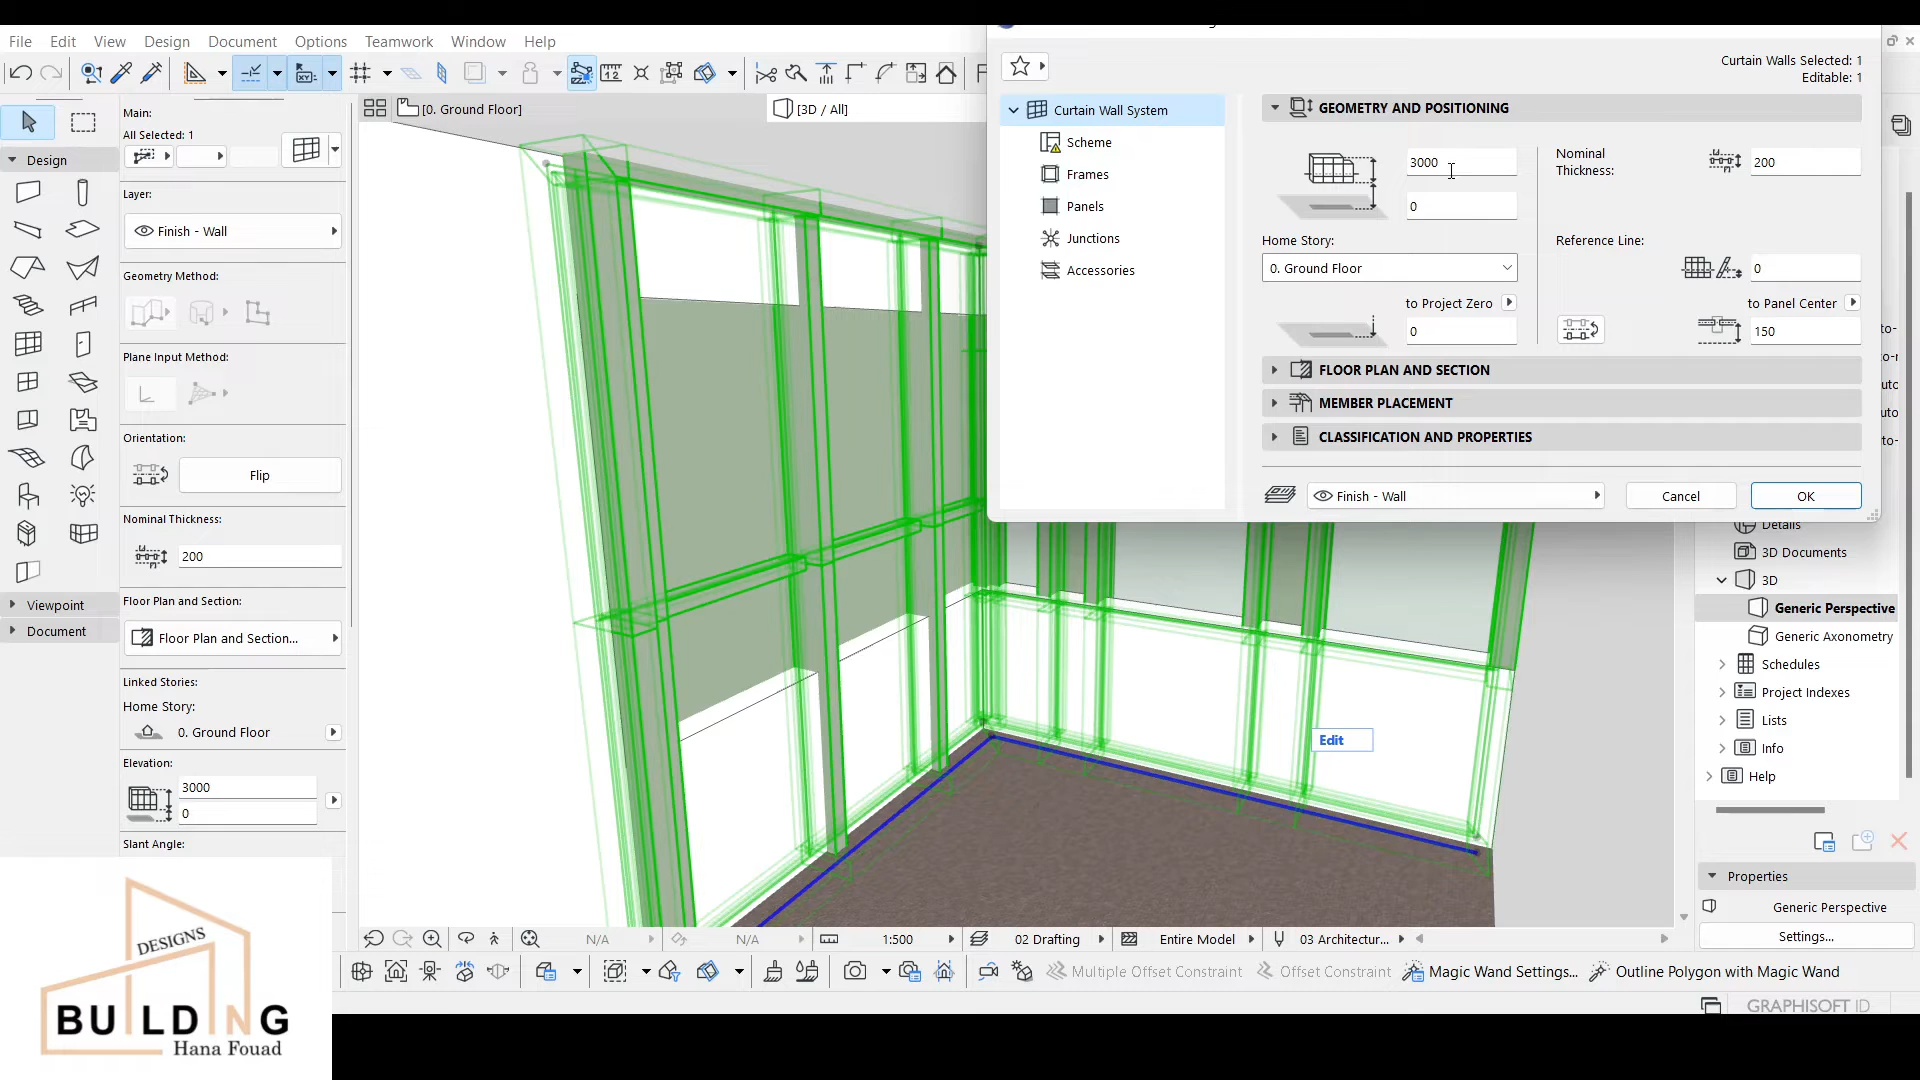 File Edit View Design Document Options Teamwork Window Help
Main:
All Selected: 1
Design
Layer:
Finish - Wall
Geometry Method:
Plane Input Method:
Orientation:
Flip
Nominal Thickness:
200
Floor Plan and Section:
Floor Plan and Section...
Linked Stories:
Home Story:
0. Ground Floor
Elevation:
3000
0
Slant Angle:
Viewpoint
Document
[0. Ground Floor]
[3D / All]
Edit
Curtain Walls Selected: 1
Editable: 1
Curtain Wall System
Scheme
Frames
Panels
Junctions
Accessories
GEOMETRY AND POSITIONING
3000
0
Nominal
Thickness:
200
Home Story:
0. Ground Floor
to Project Zero
0
Reference Line:
0
to Panel Center
150
FLOOR PLAN AND SECTION
MEMBER PLACEMENT
CLASSIFICATION AND PROPERTIES
Finish - Wall
Cancel
OK
Details
3D Documents
3D
Generic Perspective
Generic Axonometry
Schedules
Project Indexes
Lists
Info
Help
Properties
Generic Perspective
Settings...
N/A
N/A
1:500
02 Drafting
Entire Model
03 Architectur...
Multiple Offset Constraint
Offset Constraint
Magic Wand Settings...
Outline Polygon with Magic Wand
GRAPHISOFT ID
DESIGNS
BUILDING
Hana Fouad